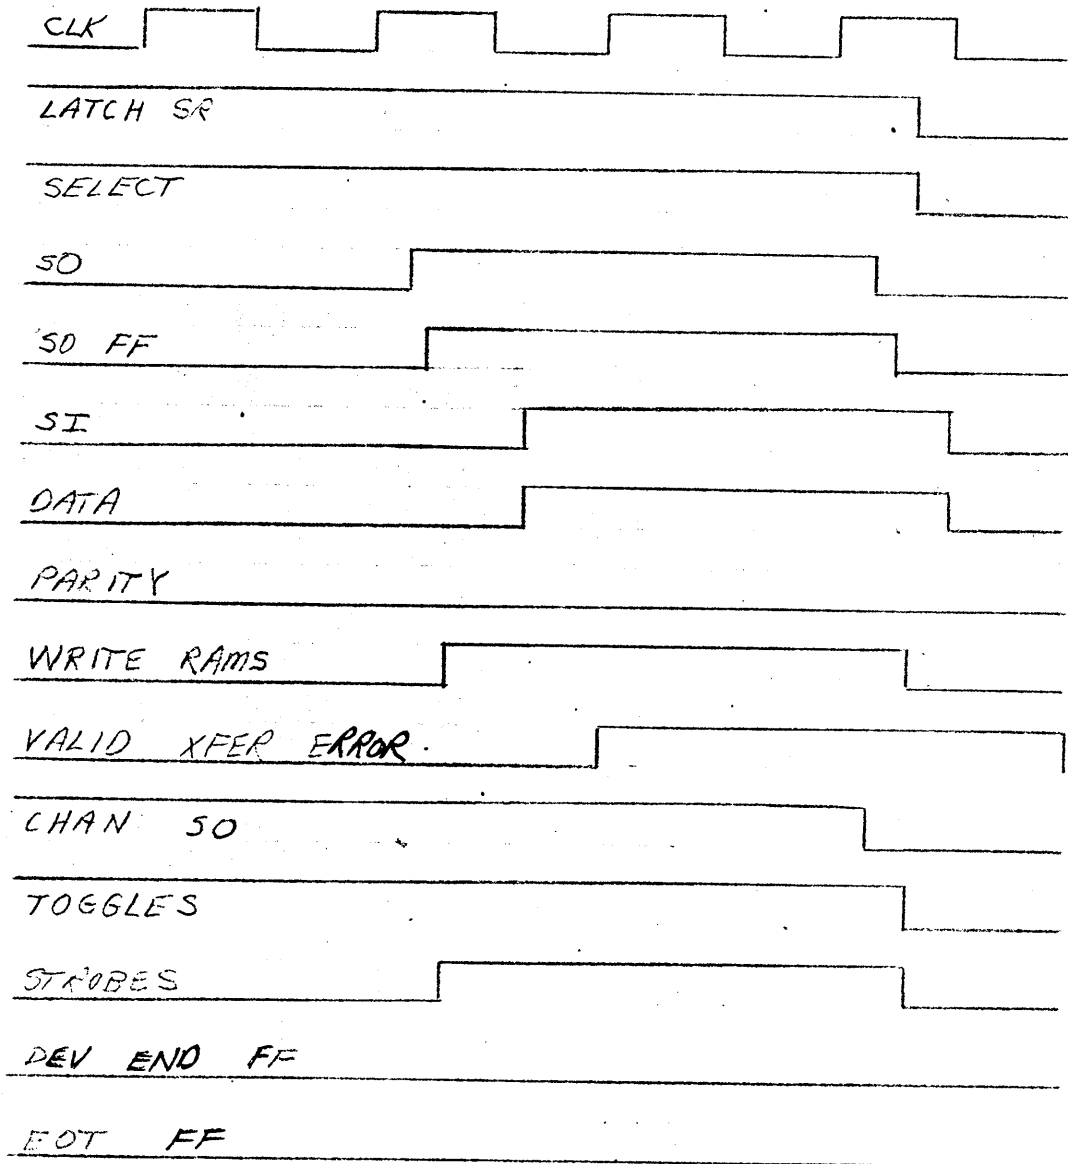 CLK
LATCH SR
SELECT
SO
SO FF
SI
DATA
PARITY
WRITE RAMS
VALID XFER ERROR
CHAN SO
TOGGLES
STROBES
DEV END FF
EOT FF